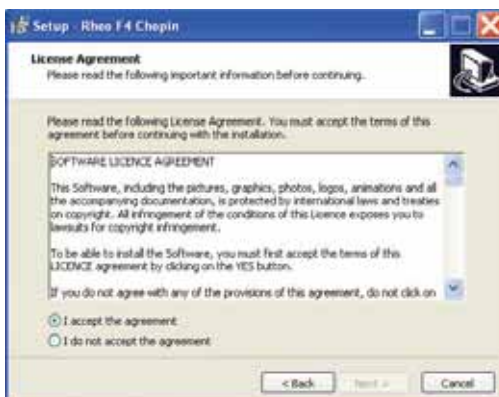 Setup - Rheo F4 Chopin
License Agreement
Please read the following important information before continuing.
Please read the following License Agreement. You must accept the terms of this
agreement before continuing with the installation.
SOFTWARE LICENCE AGREEMENT
This Software, including the pictures, graphics, photos, logos, animations and all
the accompanying documentation, is protected by international laws and treaties
on copyright. All infringement of the conditions of this Licence exposes you to
lawsuits for copyright infringement.
To be able to install the Software, you must first accept the terms of this
LICENCE agreement by clicking on the YES button.
If you do not agree with any of the provisions of this agreement, do not click on
I accept the agreement
I do not accept the agreement
< Back Next > Cancel